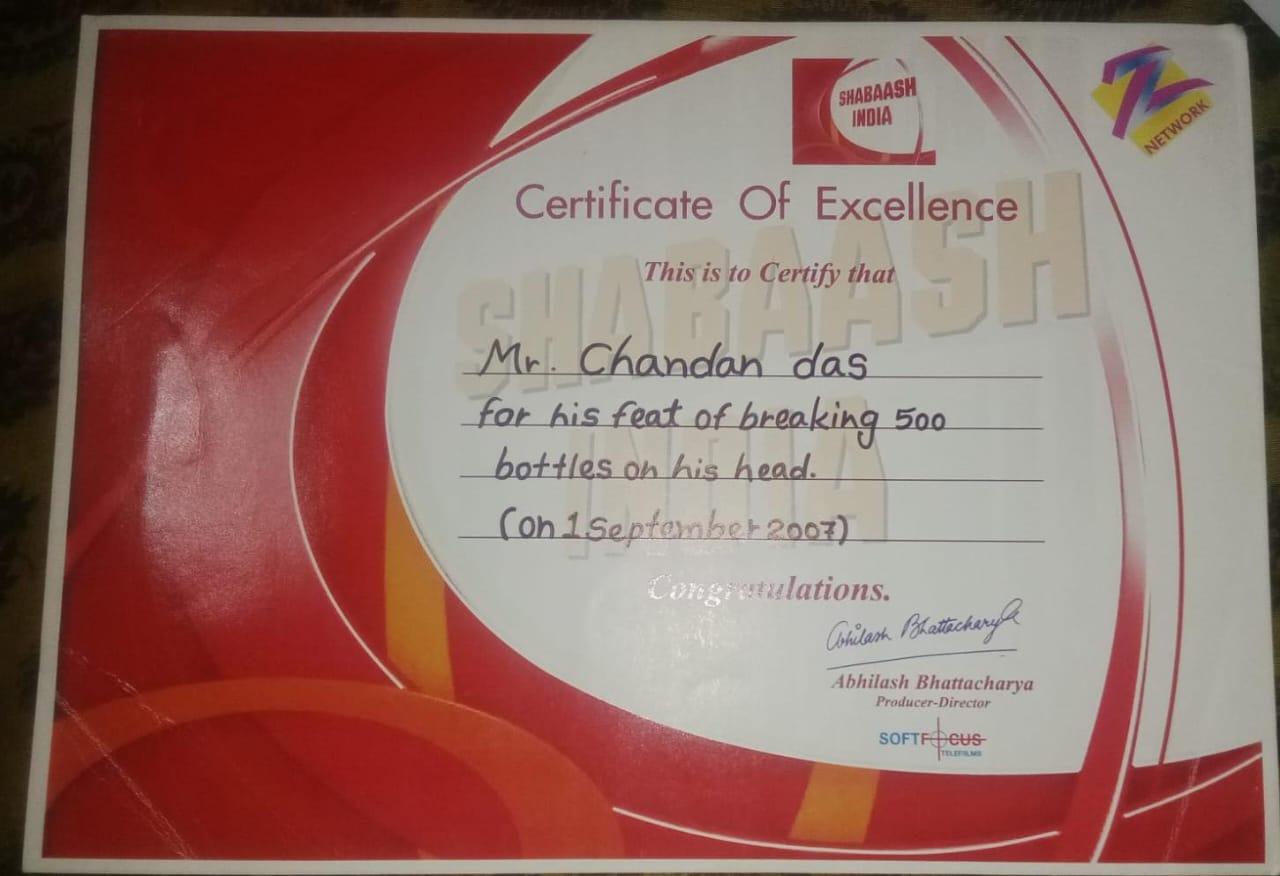 SHABAASH
INDIA
Z
NETWORK
Certificate Of Excellence
SHABAASH
INDIA
This is to Certify that
Mr. Chandan das
for his feat of breaking 500
bottles on his head.
(on 1 September 2007)
Congratulations.
Abhilash Bhattacharya
Abhilash Bhattacharya
Producer-Director
SOFTFOCUS
TELEFILMS